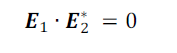 𝑬₁ · 𝑬₂* = 0